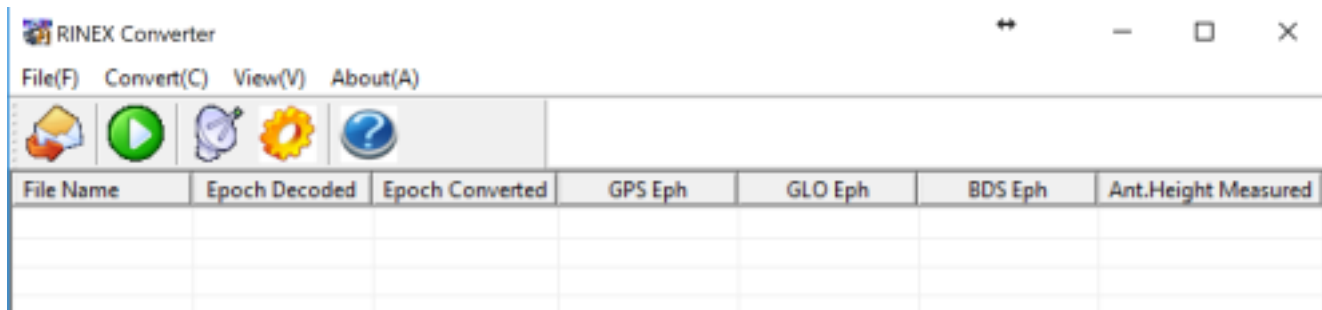 RINEX Converter
File(F) Convert(C) View(V) About(A)
File Name Epoch Decoded Epoch Converted GPS Eph GLO Eph BDS Eph Ant.Height Measured